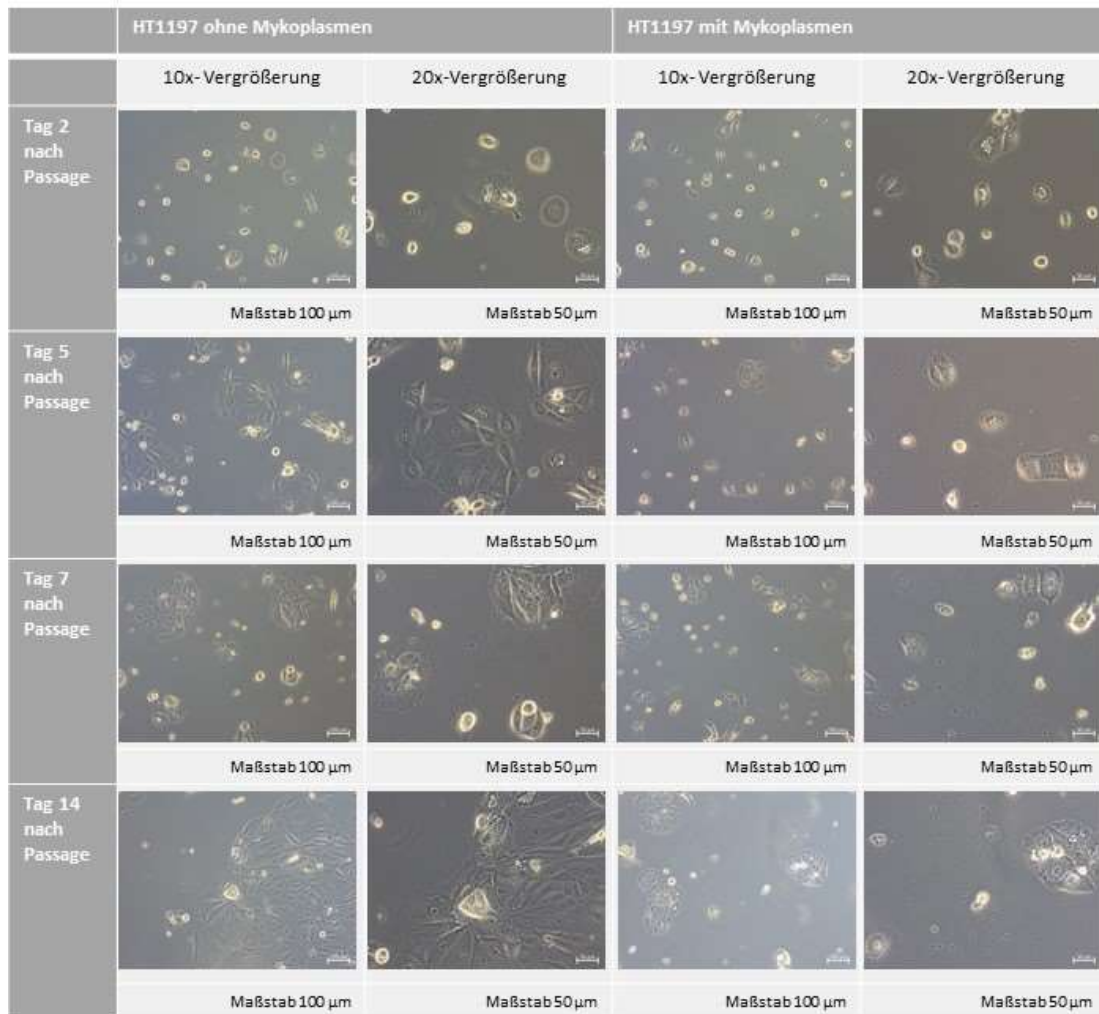 HT1197 ohne Mykoplasmen HT1197 mit Mykoplasmen
10x- Vergrößerung 20x-Vergrößerung 10x- Vergrößerung 20x-Vergrößerung
Tag 2
nach
Passage
Maßstab 100 µm Maßstab 50 µm Maßstab 100 µm Maßstab 50 µm
Tag 5
nach
Passage
Maßstab 100 µm Maßstab 50 µm Maßstab 100 µm Maßstab 50 µm
Tag 7
nach
Passage
Maßstab 100 µm Maßstab 50 µm Maßstab 100 µm Maßstab 50 µm
Tag 14
nach
Passage
Maßstab 100 µm Maßstab 50 µm Maßstab 100 µm Maßstab 50 µm